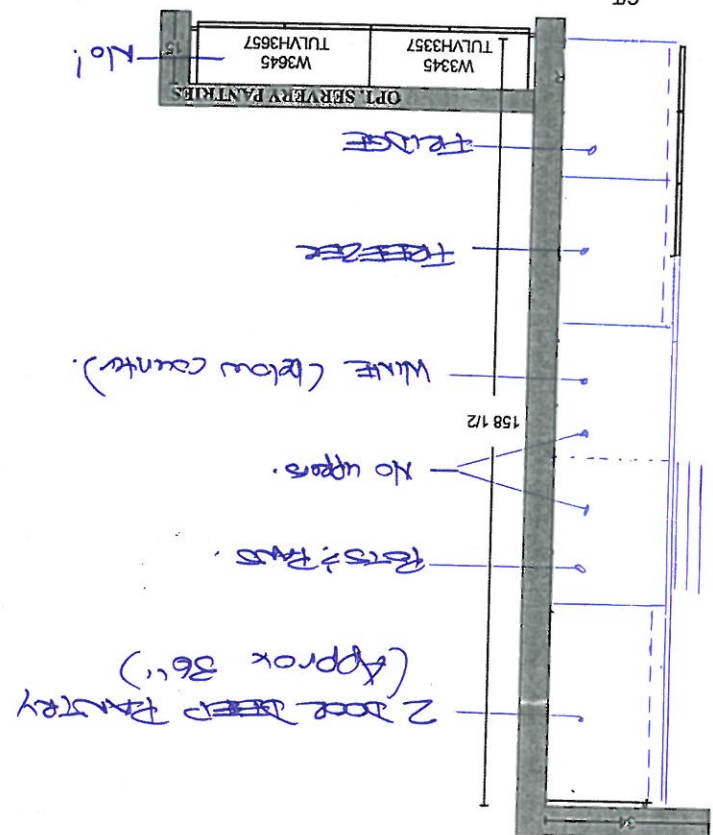 2 DOOR DEEP PANTRY
(Approx 36")
POTS & PANS.
No uppers.
158 1/2
WINE (below counter).
FREEZER
FRIDGE
OPT. SERVERY PANTRIES
W3345
TULVH3357
W3645
TULVH3657
15
No!